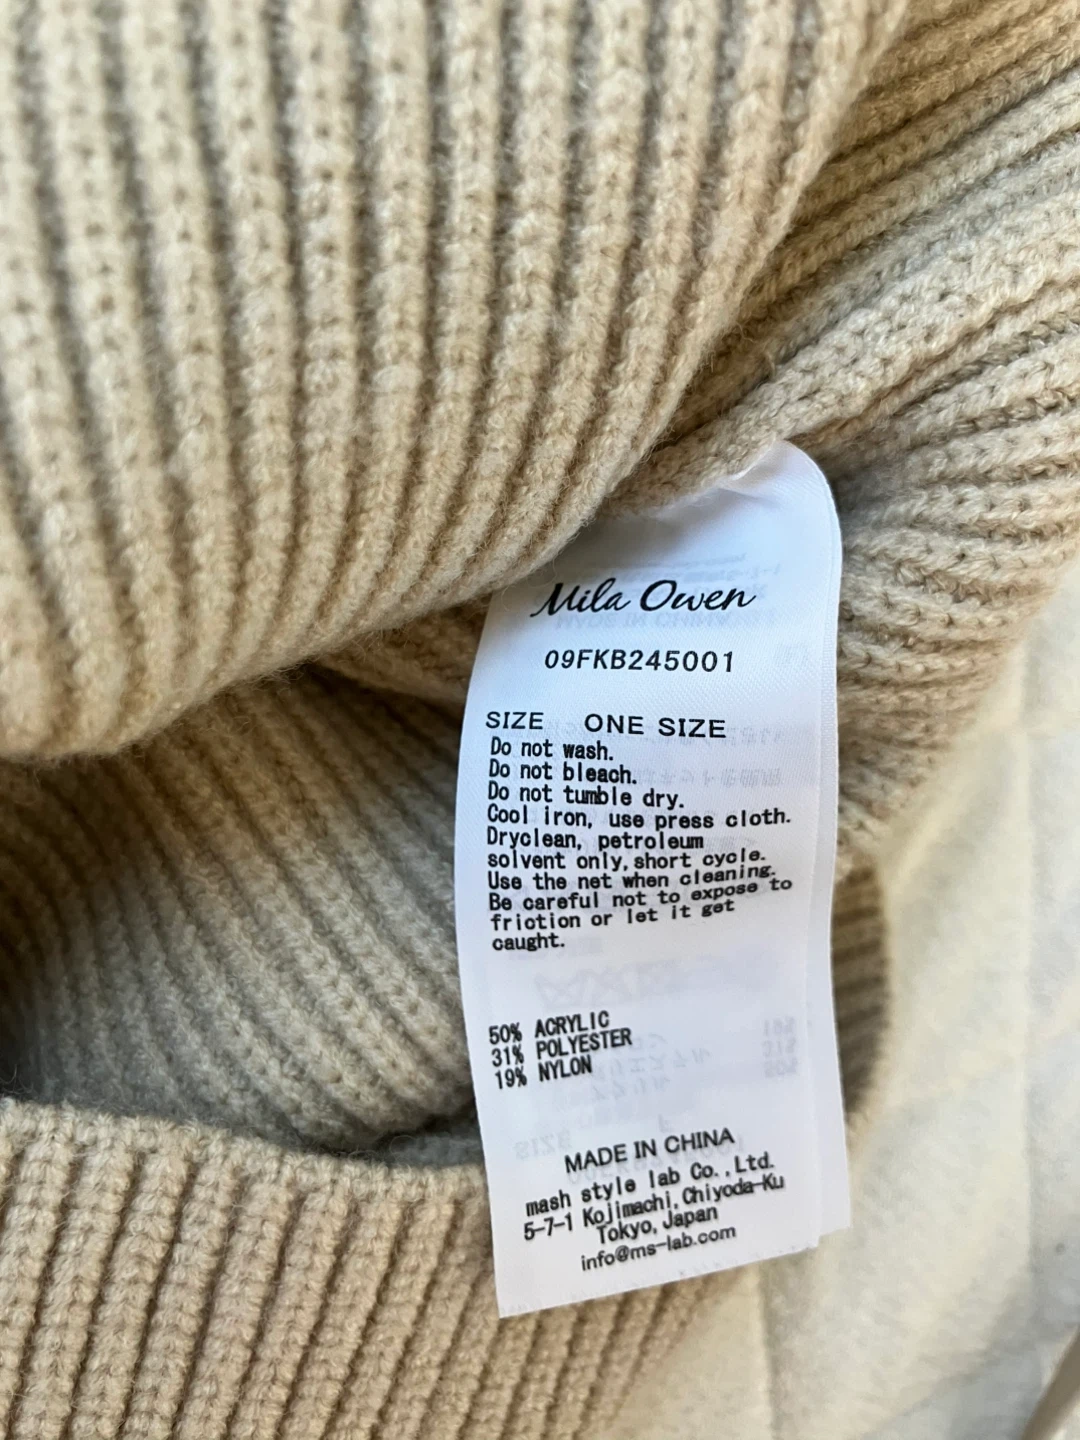 Mila Owen
09FKB245001
SIZE ONE SIZE
Do not wash.
Do not bleach.
Do not tumble dry.
Cool iron, use press cloth.
Dryclean, petroleum
solvent only, short cycle.
Use the net when cleaning.
Be careful not to expose to
friction or let it get
caught.
50% ACRYLIC
31% POLYESTER
19% NYLON
MADE IN CHINA
mash style lab Co.,Ltd.
5-7-1 Kojimachi, Chiyoda-Ku
Tokyo, Japan
info@ms-lab.com